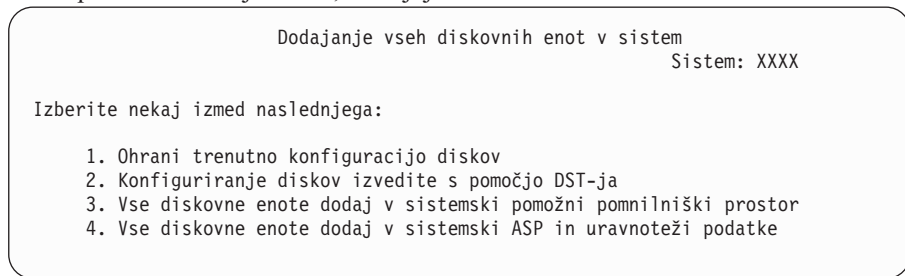 Dodajanje vseh diskovnih enot v sistem
Sistem: XXXX
Izberite nekaj izmed naslednjega:
1. Ohrani trenutno konfiguracijo diskov
2. Konfiguriranje diskov izvedite s pomočjo DST-ja
3. Vse diskovne enote dodaj v sistemski pomožni pomnilniški prostor
4. Vse diskovne enote dodaj v sistemski ASP in uravnoteži podatke